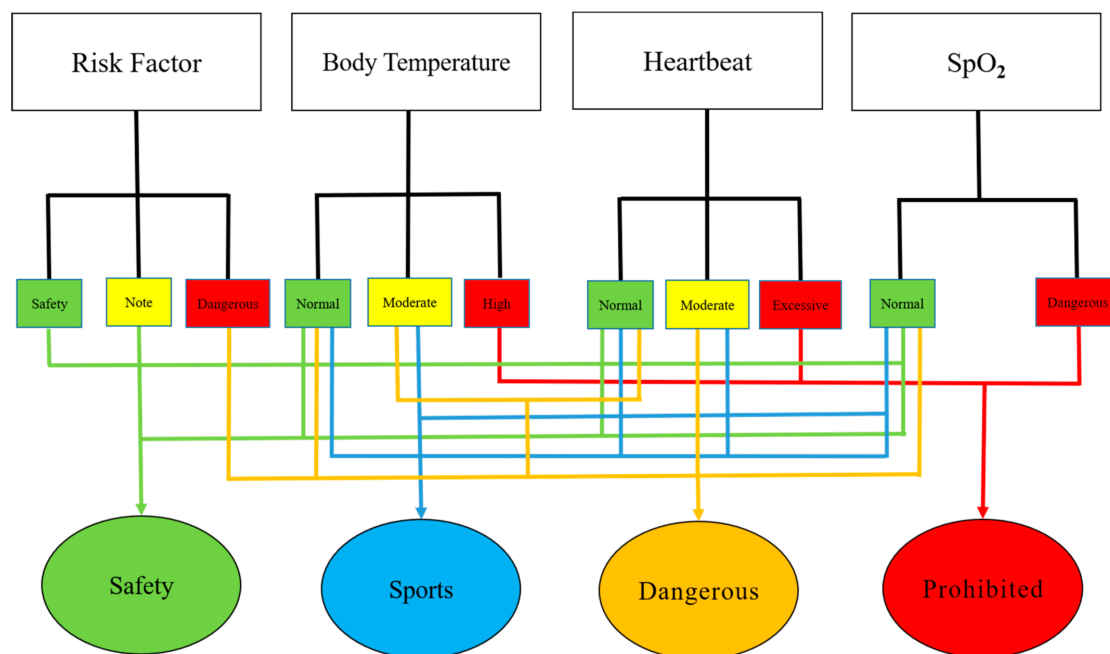 Risk Factor
Body Temperature
Heartbeat
SpO₂
Safety
Note
Dangerous
Normal
Moderate
High
Normal
Moderate
Excessive
Normal
Dangerous
Safety
Sports
Dangerous
Prohibited